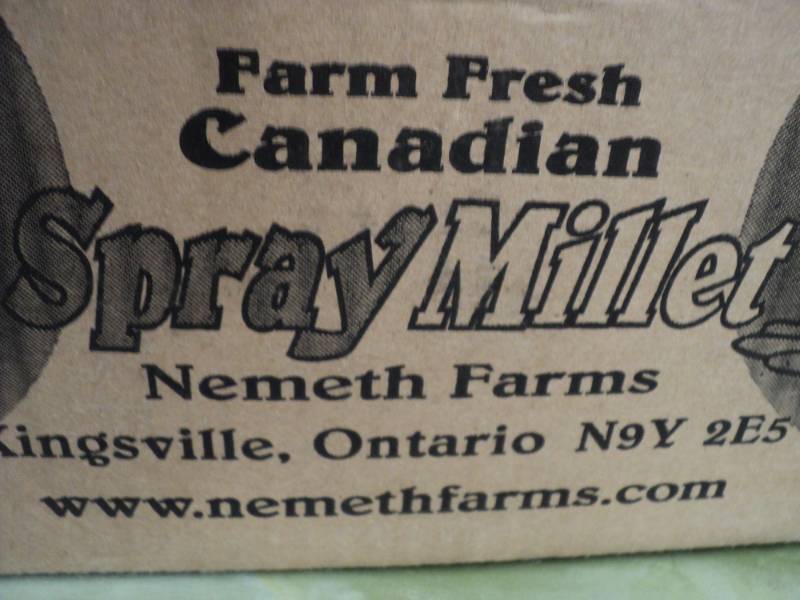 Farm Fresh
Canadian
Spray Millet
Nemeth Farms
Kingsville, Ontario N9Y 2E5
www.nemethfarms.com